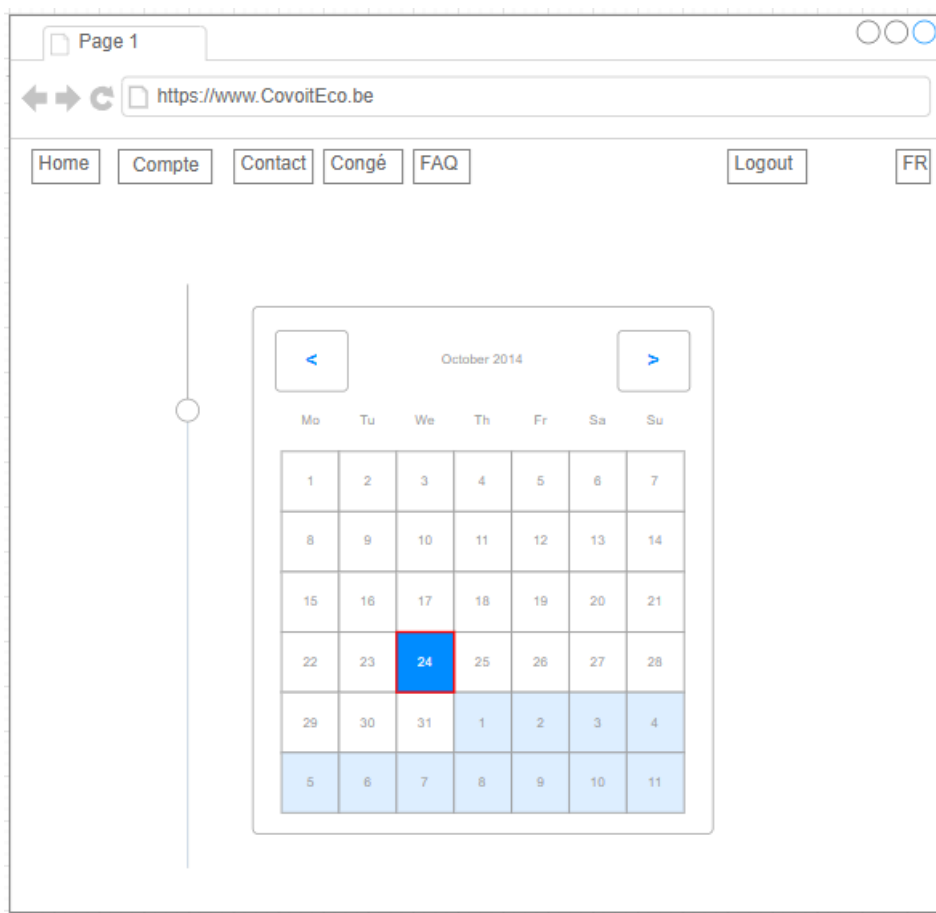 Page 1
https://www.CovoitEco.be
Home Compte Contact Congé FAQ Logout FR
< October 2014 >
Mo Tu We Th Fr Sa Su
1 2 3 4 5 6 7
8 9 10 11 12 13 14
15 16 17 18 19 20 21
22 23 24 25 26 27 28
29 30 31 1 2 3 4
5 6 7 8 9 10 11